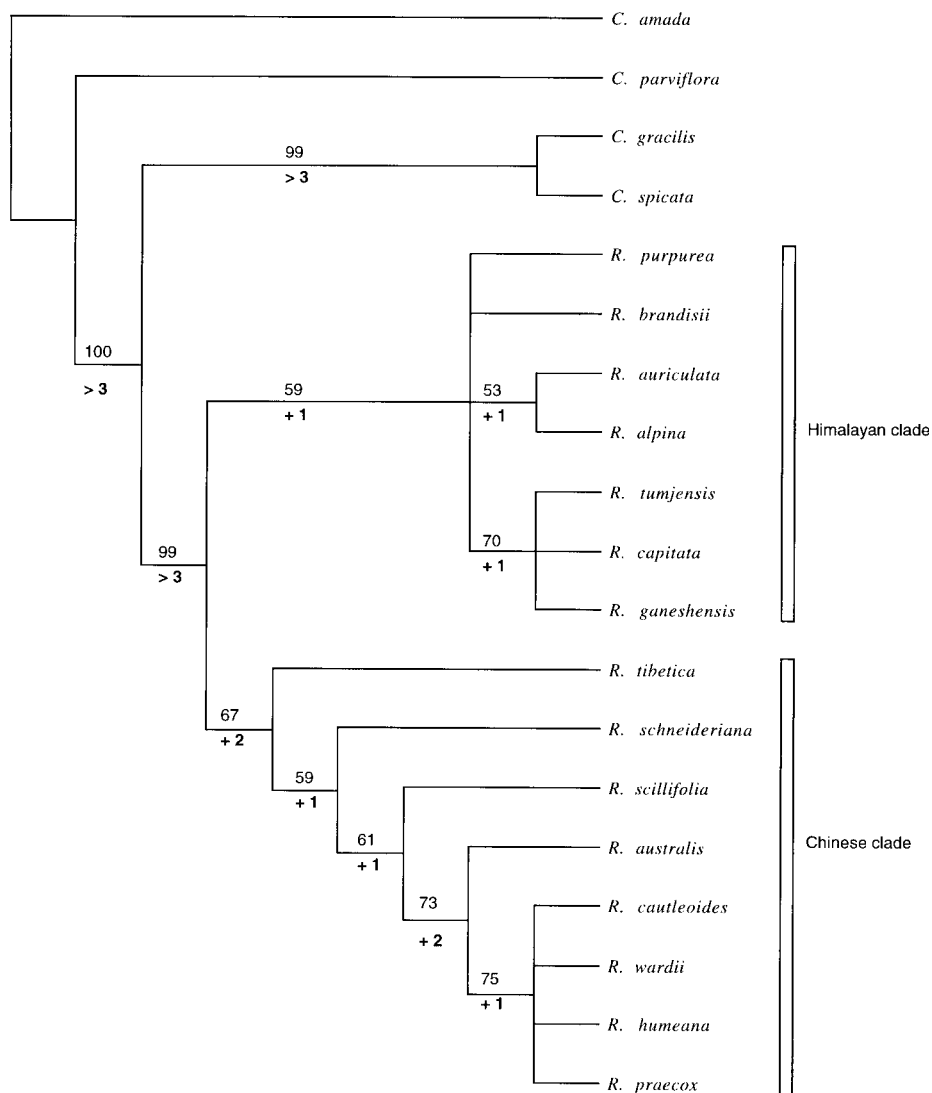 C. amada
C. parviflora
99
> 3
C. gracilis
C. spicata
R. purpurea
R. brandisii
100
> 3
59
+ 1
53
+ 1
R. auriculata
R. alpina
Himalayan clade
R. tumjensis
70
+ 1
R. capitata
99
> 3
R. ganeshensis
R. tibetica
67
+ 2
R. schneideriana
59
+ 1
R. scillifolia
61
+ 1
R. australis
Chinese clade
73
+ 2
R. cautleoides
R. wardii
75
+ 1
R. humeana
R. praecox